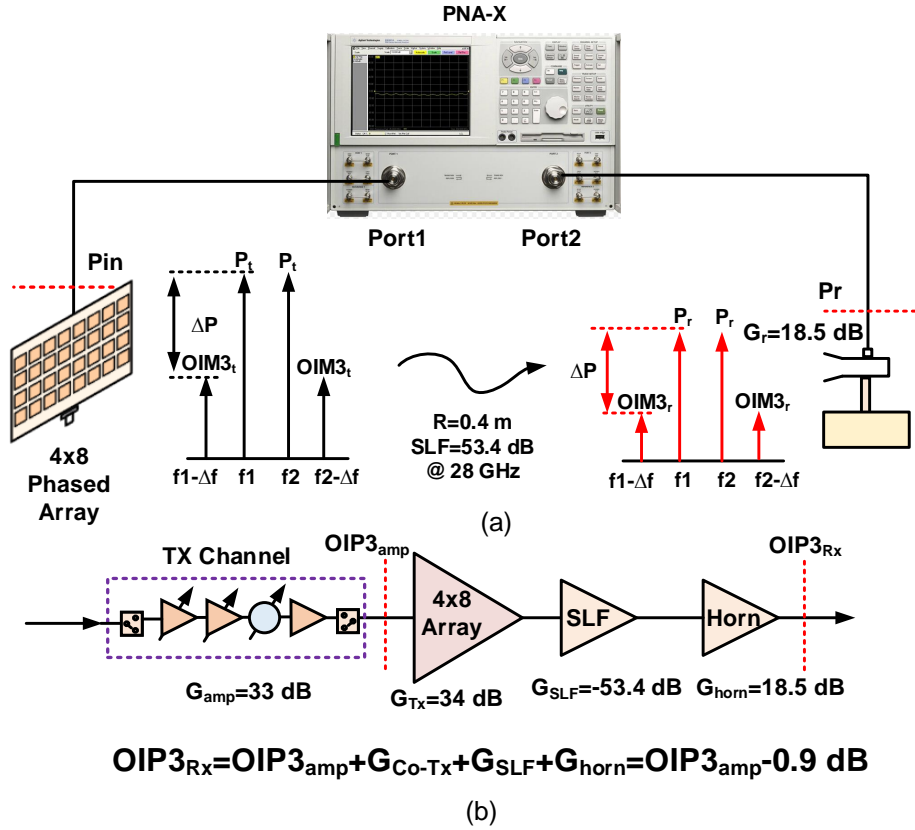 PNA-X
Port1
Port2
Pin
Pt
Pt
ΔP
OIM3t
OIM3t
f1-Δf
f1
f2
f2-Δf
4x8
Phased
Array
R=0.4 m
SLF=53.4 dB
@ 28 GHz
Pr
Pr
Pr
Gr=18.5 dB
ΔP
OIM3r
OIM3r
f1-Δf
f1
f2
f2-Δf
(a)
TX Channel
OIP3amp
OIP3Rx
4x8
Array
SLF
Horn
Gamp=33 dB
GTx=34 dB
GSLF=-53.4 dB
Ghorn=18.5 dB
OIP3Rx=OIP3amp+GCo-Tx+GSLF+Ghorn=OIP3amp-0.9 dB
(b)